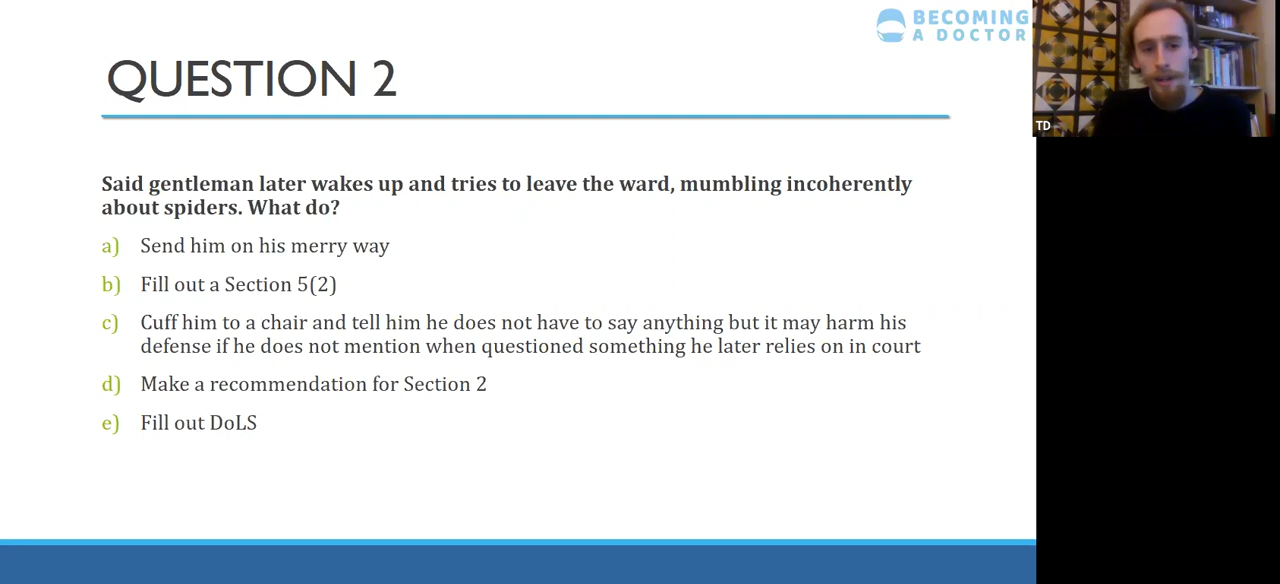 BECOMING
A DOCTOR
QUESTION 2
TD
Said gentleman later wakes up and tries to leave the ward, mumbling incoherently
about spiders. What do?
a) Send him on his merry way
b) Fill out a Section 5(2)
c) Cuff him to a chair and tell him he does not have to say anything but it may harm his
defense if he does not mention when questioned something he later relies on in court
d) Make a recommendation for Section 2
e) Fill out DoLS